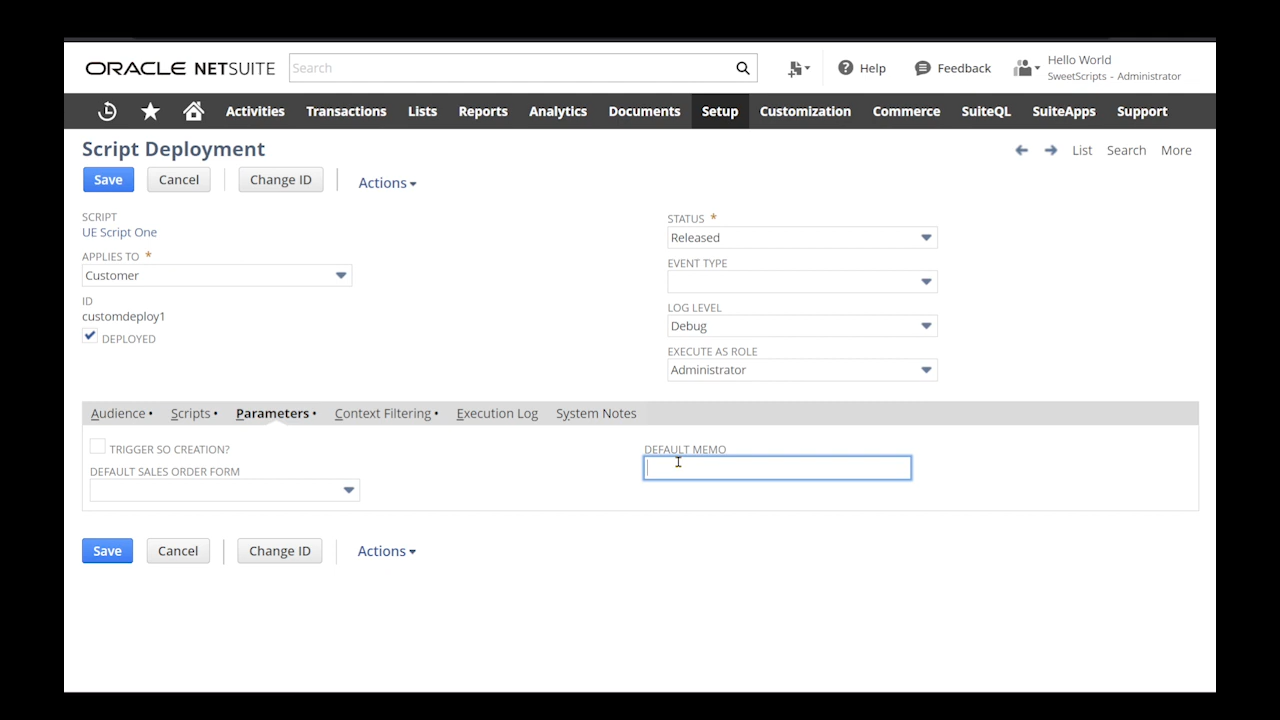 ORACLE NETSUITE Search Help Feedback Hello World
SweetScripts - Administrator
Activities Transactions Lists Reports Analytics Documents Setup Customization Commerce SuiteQL SuiteApps Support
Script Deployment
List Search More
Save Cancel Change ID Actions
SCRIPT
UE Script One
APPLIES TO *
Customer
ID
customdeploy1
DEPLOYED
STATUS *
Released
EVENT TYPE
LOG LEVEL
Debug
EXECUTE AS ROLE
Administrator
Audience • Scripts • Parameters • Context Filtering • Execution Log System Notes
TRIGGER SO CREATION?
DEFAULT SALES ORDER FORM
DEFAULT MEMO
Save Cancel Change ID Actions